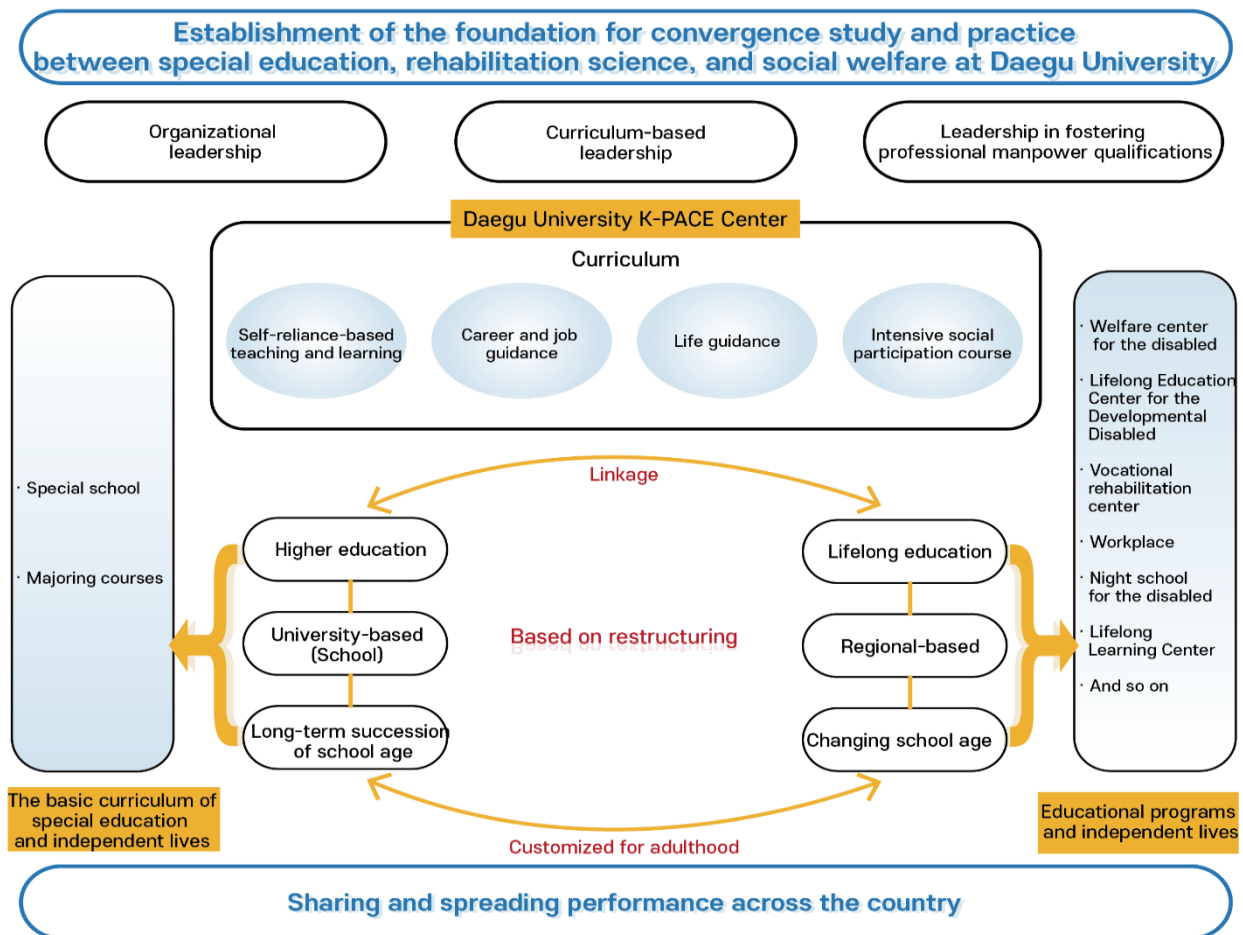 Establishment of the foundation for convergence study and practice
between special education, rehabilitation science, and social welfare at Daegu University
Organizational
leadership
Curriculum-based
leadership
Leadership in fostering
professional manpower qualifications
Daegu University K-PACE Center
Curriculum
Self-reliance-based
teaching and learning
Career and job
guidance
Life guidance
Intensive social
participation course
· Special school
· Majoring courses
The basic curriculum of
special education
and independent lives
Linkage
Higher education
University-based
(School)
Long-term succession
of school age
Based on restructuring
Lifelong education
Regional-based
Changing school age
Customized for adulthood
· Welfare center
for the disabled
· Lifelong Education
Center for the
Developmental
Disabled
· Vocational
rehabilitation
center
· Workplace
· Night school
for the disabled
· Lifelong
Learning Center
· And so on
Educational programs
and independent lives
Sharing and spreading performance across the country